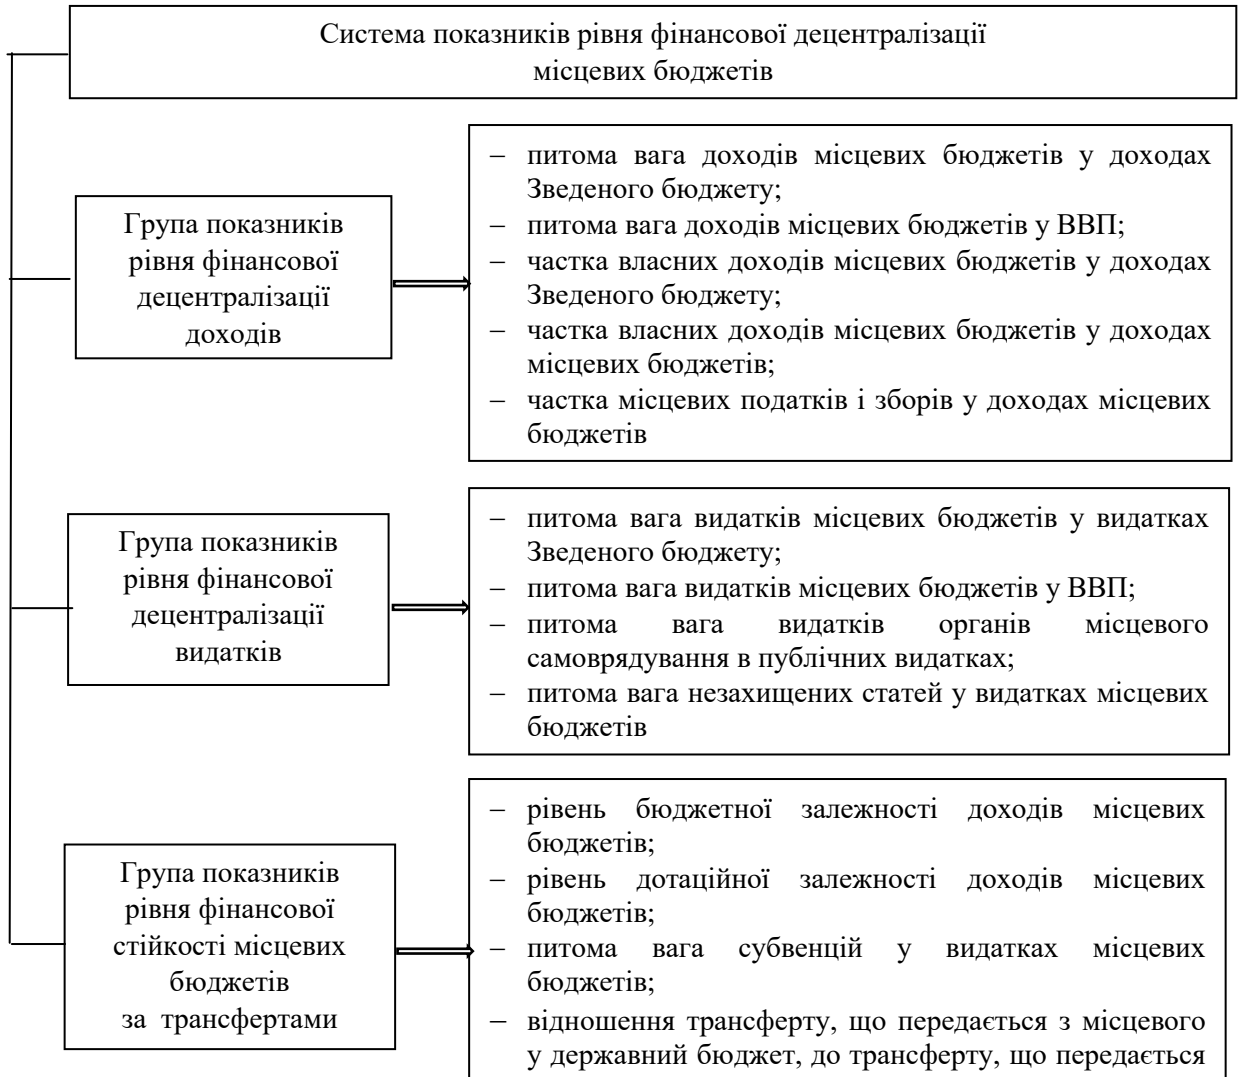 Система показників рівня фінансової децентралізації
місцевих бюджетів
Група показників
рівня фінансової
децентралізації
доходів
– питома вага доходів місцевих бюджетів у доходах
Зведеного бюджету;
– питома вага доходів місцевих бюджетів у ВВП;
– частка власних доходів місцевих бюджетів у доходах
Зведеного бюджету;
– частка власних доходів місцевих бюджетів у доходах
місцевих бюджетів;
– частка місцевих податків і зборів у доходах місцевих
бюджетів
Група показників
рівня фінансової
децентралізації
видатків
– питома вага видатків місцевих бюджетів у видатках
Зведеного бюджету;
– питома вага видатків місцевих бюджетів у ВВП;
– питома вага видатків органів місцевого
самоврядування в публічних видатках;
– питома вага незахищених статей у видатках місцевих
бюджетів
Група показників
рівня фінансової
стійкості місцевих
бюджетів
за трансфертами
– рівень бюджетної залежності доходів місцевих
бюджетів;
– рівень дотаційної залежності доходів місцевих
бюджетів;
– питома вага субвенцій у видатках місцевих
бюджетів;
– відношення трансферту, що передається з місцевого
у державний бюджет, до трансферту, що передається